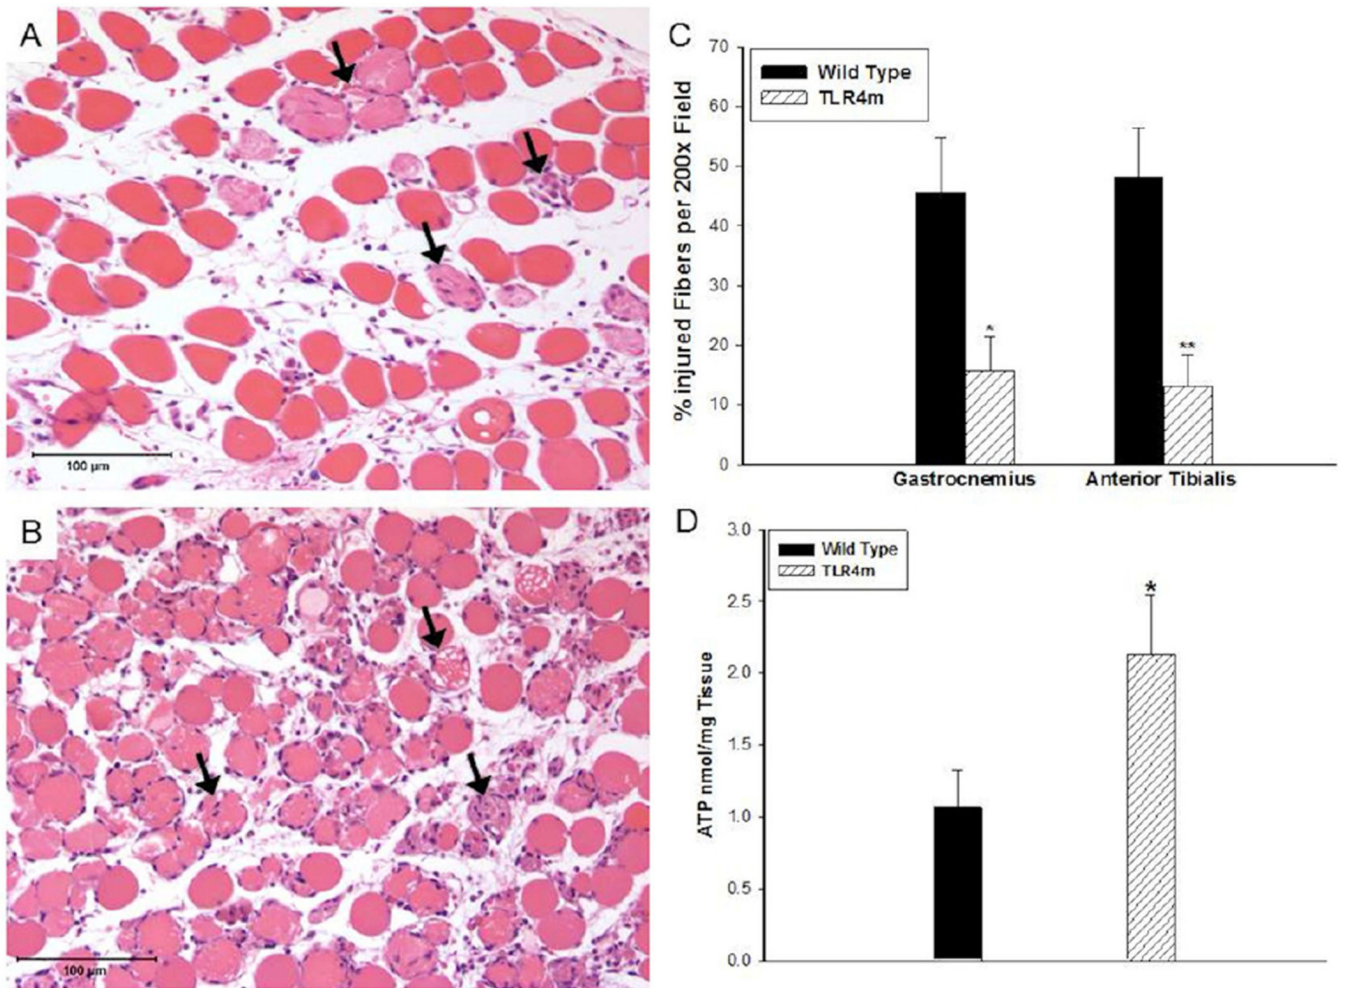 A
100 µm
B
100 µm
C
% injured Fibers per 200x Field
70
60
50
40
30
20
10
0
Wild Type
TLR4m
*
**
Gastrocnemius
Anterior Tibialis
D
ATP nmol/mg Tissue
3.0
2.5
2.0
1.5
1.0
0.5
0.0
Wild Type
TLR4m
*